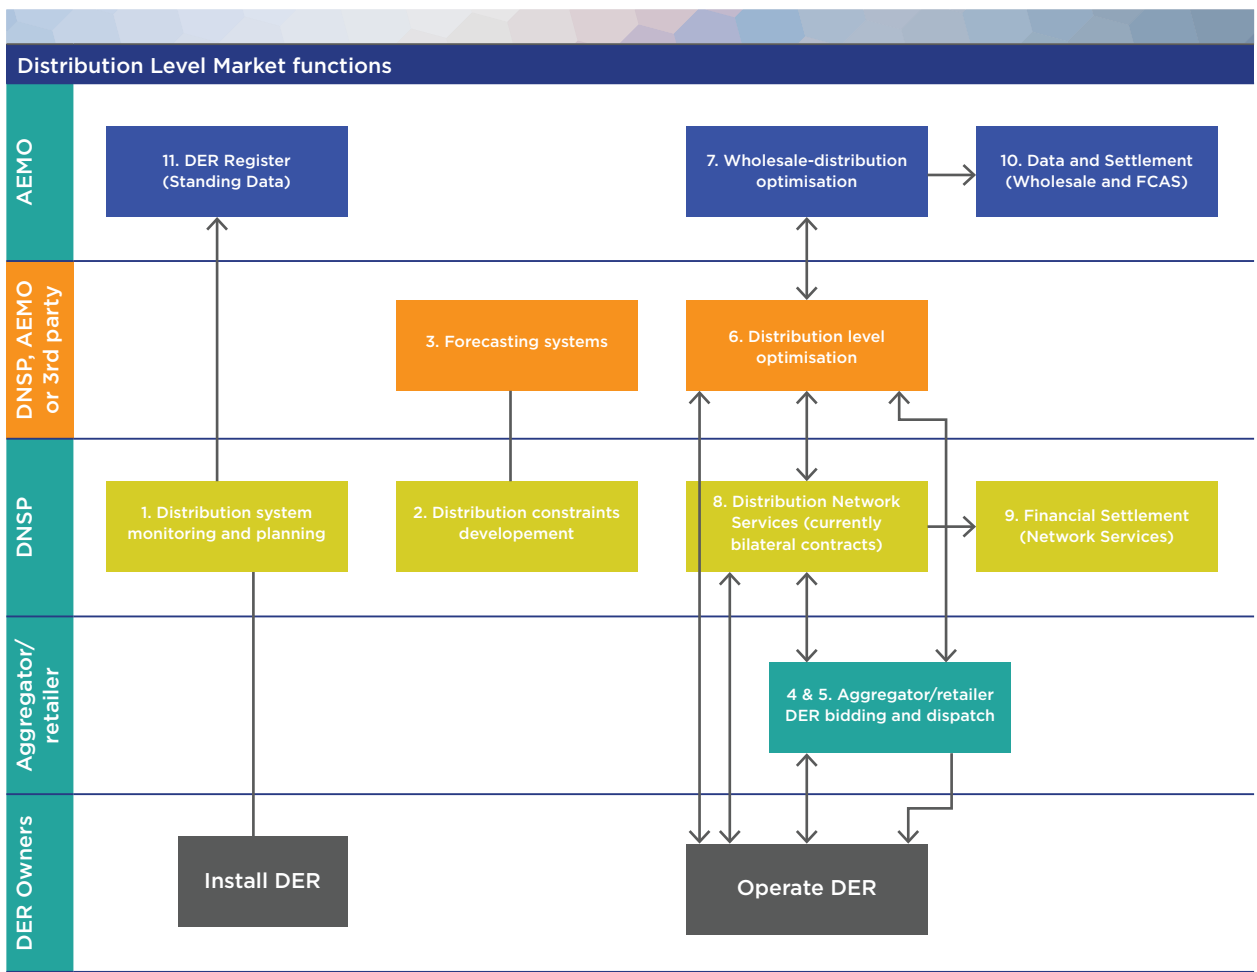 Distribution Level Market functions
AEMO
11. DER Register
(Standing Data)
7. Wholesale-distribution
optimisation
10. Data and Settlement
(Wholesale and FCAS)
DNSP, AEMO
or 3rd party
3. Forecasting systems
6. Distribution level
optimisation
DNSP
1. Distribution system
monitoring and planning
2. Distribution constraints
developement
8. Distribution Network
Services (currently
bilateral contracts)
9. Financial Settlement
(Network Services)
Aggregator/
retailer
4 & 5. Aggregator/retailer
DER bidding and dispatch
DER Owners
Install DER
Operate DER